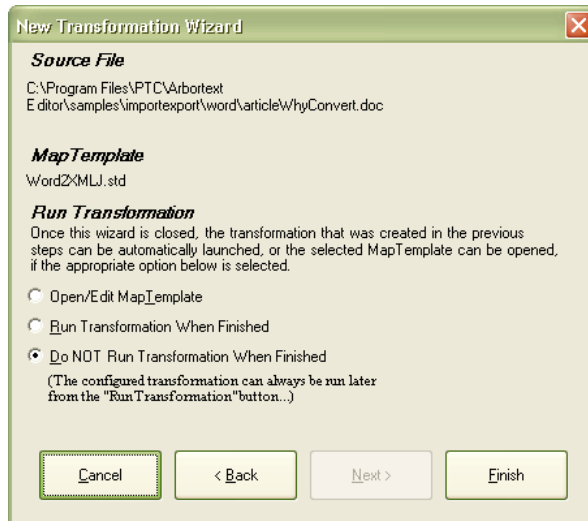 New Transformation Wizard
Source File
C:\Program Files\PTC\Arbortext
Editor\samples\importexport\word\articleWhyConvert.doc
MapTemplate
Word2XMLJ.std
Run Transformation
Once this wizard is closed, the transformation that was created in the previous
steps can be automatically launched, or the selected MapTemplate can be opened,
if the appropriate option below is selected.
Open/Edit MapTemplate
Run Transformation When Finished
Do NOT Run Transformation When Finished
(The configured transformation can always be run later
from the "RunTransformation"button...)
Cancel < Back Next > Finish